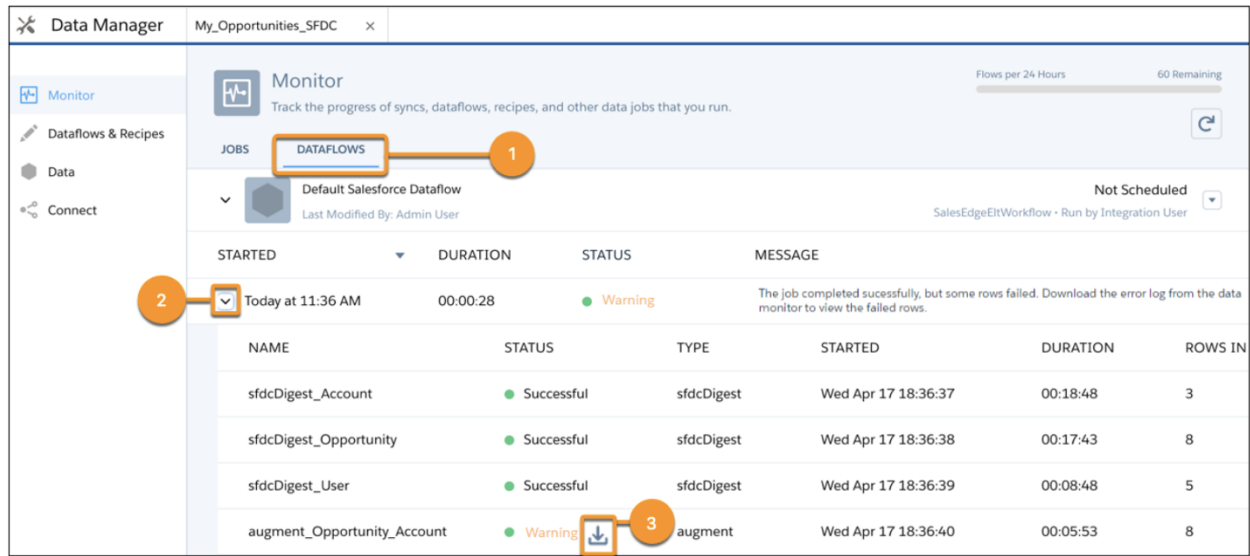 Data Manager
My_Opportunities_SFDC ×
Monitor
Dataflows & Recipes
Data
Connect
Monitor
Track the progress of syncs, dataflows, recipes, and other data jobs that you run.
Flows per 24 Hours 60 Remaining
JOBS DATAFLOWS 1
Default Salesforce Dataflow
Last Modified By: Admin User
Not Scheduled
SalesEdgeEltWorkflow • Run by Integration User
STARTED DURATION STATUS MESSAGE
2 Today at 11:36 AM 00:00:28 Warning
The job completed sucessfully, but some rows failed. Download the error log from the data
monitor to view the failed rows.
NAME STATUS TYPE STARTED DURATION ROWS IN
sfdcDigest_Account Successful sfdcDigest Wed Apr 17 18:36:37 00:18:48 3
sfdcDigest_Opportunity Successful sfdcDigest Wed Apr 17 18:36:38 00:17:43 8
sfdcDigest_User Successful sfdcDigest Wed Apr 17 18:36:39 00:08:48 5
augment_Opportunity_Account Warning 3 augment Wed Apr 17 18:36:40 00:05:53 8